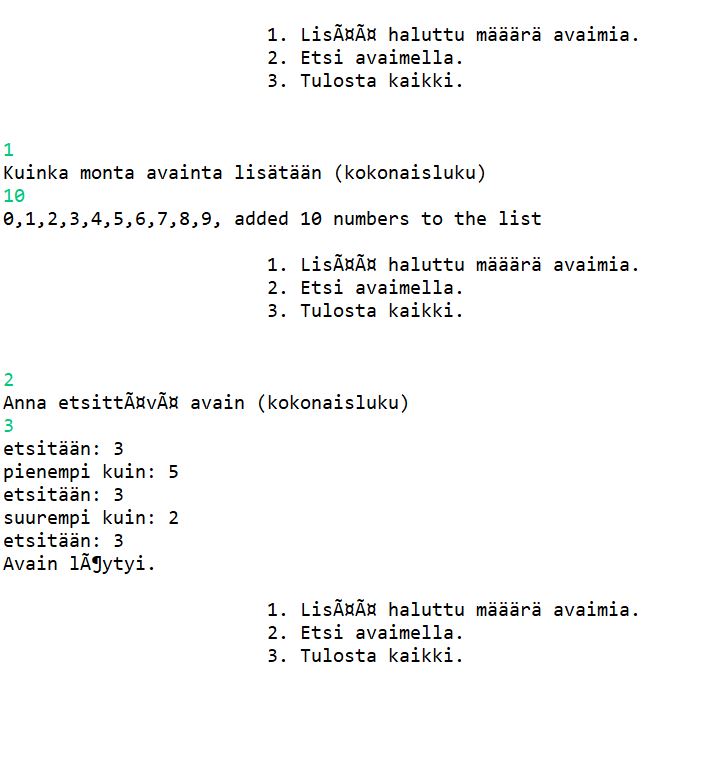 1. LisÃ¤Ã¤ haluttu määärä avaimia.
2. Etsi avaimella.
3. Tulosta kaikki.
1
Kuinka monta avainta lisätään (kokonaisluku)
10
0,1,2,3,4,5,6,7,8,9, added 10 numbers to the list
1. LisÃ¤Ã¤ haluttu määärä avaimia.
2. Etsi avaimella.
3. Tulosta kaikki.
2
Anna etsittÃ¤vÃ¤ avain (kokonaisluku)
3
etsitään: 3
pienempi kuin: 5
etsitään: 3
suurempi kuin: 2
etsitään: 3
Avain lÃ¶ytyi.
1. LisÃ¤Ã¤ haluttu määärä avaimia.
2. Etsi avaimella.
3. Tulosta kaikki.